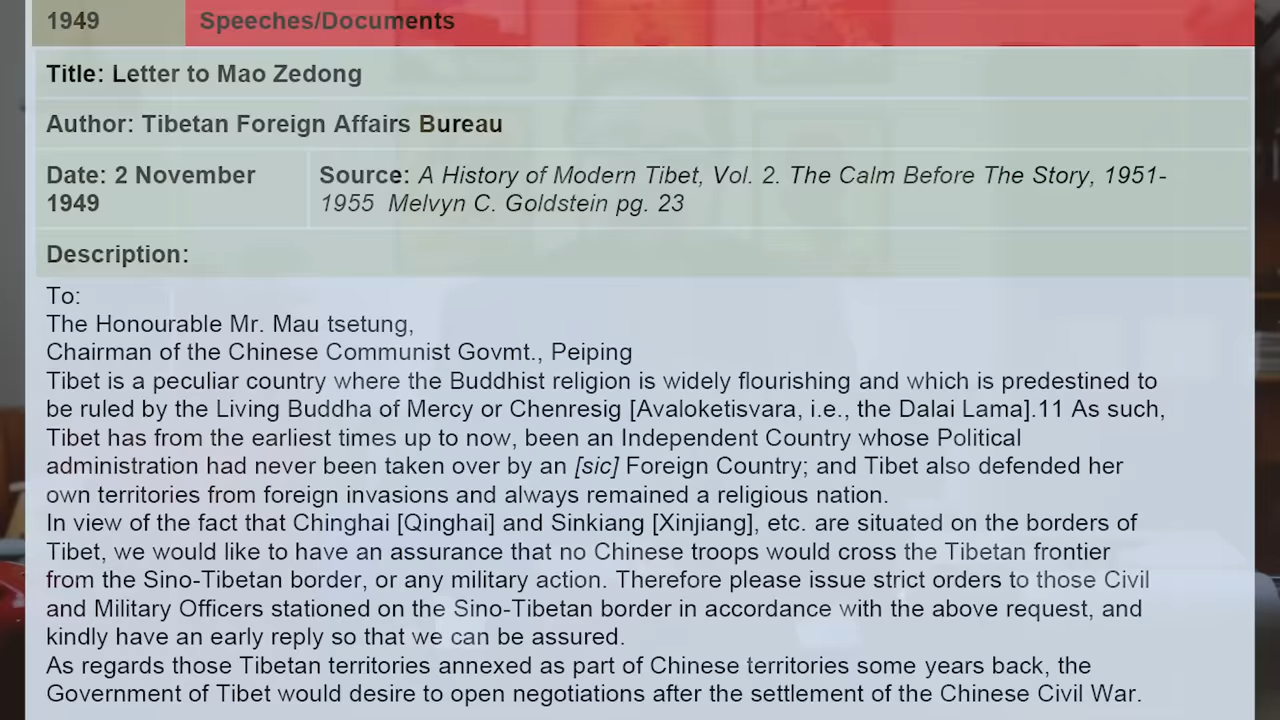 1949 Speeches/Documents
Title: Letter to Mao Zedong
Author: Tibetan Foreign Affairs Bureau
Date: 2 November
1949
Source: A History of Modern Tibet, Vol. 2. The Calm Before The Story, 1951-
1955 Melvyn C. Goldstein pg. 23
Description:
To:
The Honourable Mr. Mau tsetung,
Chairman of the Chinese Communist Govmt., Peiping
Tibet is a peculiar country where the Buddhist religion is widely flourishing and which is predestined to
be ruled by the Living Buddha of Mercy or Chenresig [Avaloketisvara, i.e., the Dalai Lama].11 As such,
Tibet has from the earliest times up to now, been an Independent Country whose Political
administration had never been taken over by an [sic] Foreign Country; and Tibet also defended her
own territories from foreign invasions and always remained a religious nation.
In view of the fact that Chinghai [Qinghai] and Sinkiang [Xinjiang], etc. are situated on the borders of
Tibet, we would like to have an assurance that no Chinese troops would cross the Tibetan frontier
from the Sino-Tibetan border, or any military action. Therefore please issue strict orders to those Civil
and Military Officers stationed on the Sino-Tibetan border in accordance with the above request, and
kindly have an early reply so that we can be assured.
As regards those Tibetan territories annexed as part of Chinese territories some years back, the
Government of Tibet would desire to open negotiations after the settlement of the Chinese Civil War.